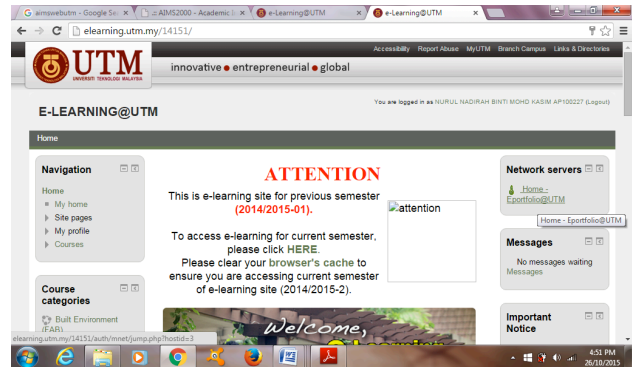 aimswebutm - Google Se
:: AIMS2000 - Academic I
e-Learning@UTM
e-Learning@UTM
elearning.utm.my/14151/
Accessibility Report Abuse MyUTM Branch Campus Links & Directories
UTM
UNIVERSITI TEKNOLOGI MALAYSIA
innovative ● entrepreneurial ● global
You are logged in as NURUL NADIRAH BINTI MOHD KASIM AP100227 (Logout)
E-LEARNING@UTM
Home
Navigation
Home
My home
Site pages
My profile
Courses
Course
categories
Built Environment
(FAB)
ATTENTION
This is e-learning site for previous semester
(2014/2015-01).
To access e-learning for current semester,
please click HERE.
Please clear your browser's cache to
ensure you are accessing current semester
of e-learning site (2014/2015-2).
attention
Welcome,
Network servers
Home -
Eportfolio@UTM
Home - Eportfolio@UTM
Messages
No messages waiting
Messages
Important
Notice
elearning.utm.my/14151/auth/mnet/jump.php?hostid=3
4:51 PM
26/10/2015